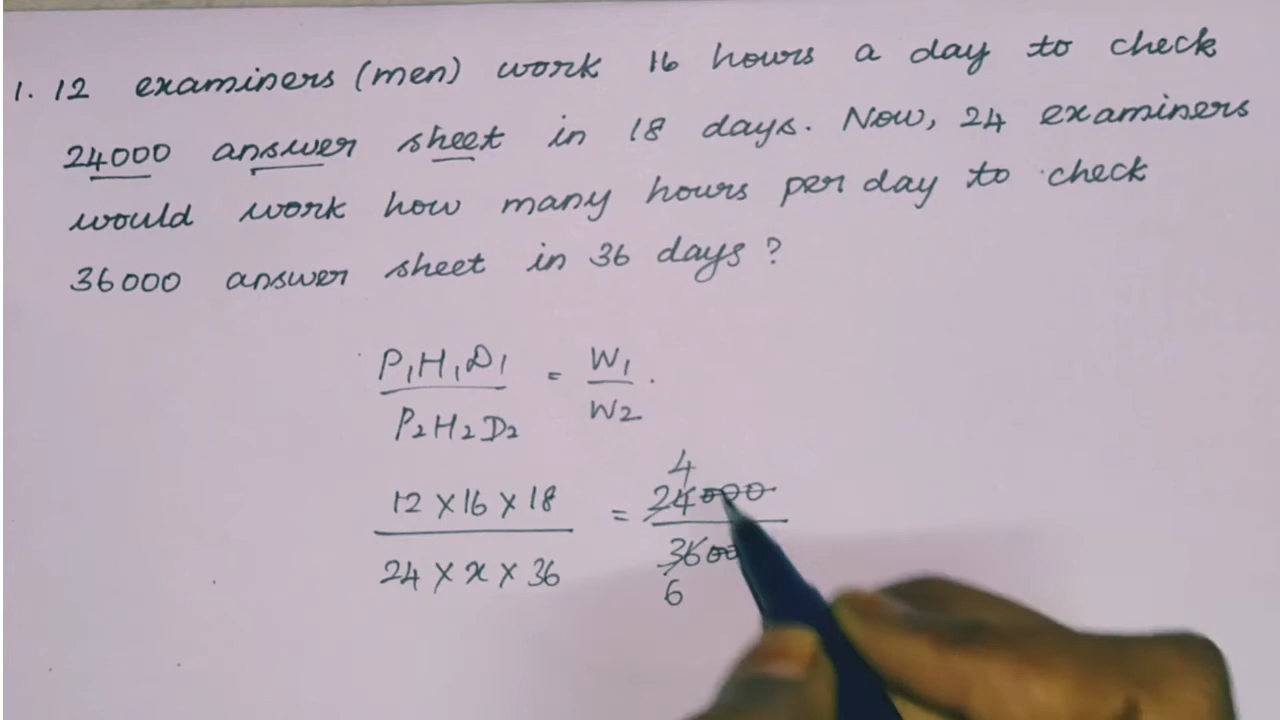 1. 12 examiners (men) work 16 hours a day to check
24000 answer sheet in 18 days. Now, 24 examiners
would work how many hours per day to check
36000 answer sheet in 36 days ?
P₁H₁D₁ / P₂H₂D₂ = W₁ / W₂ .
12 × 16 × 18 / 24 × x × 36 = 24000 / 3600
4
6